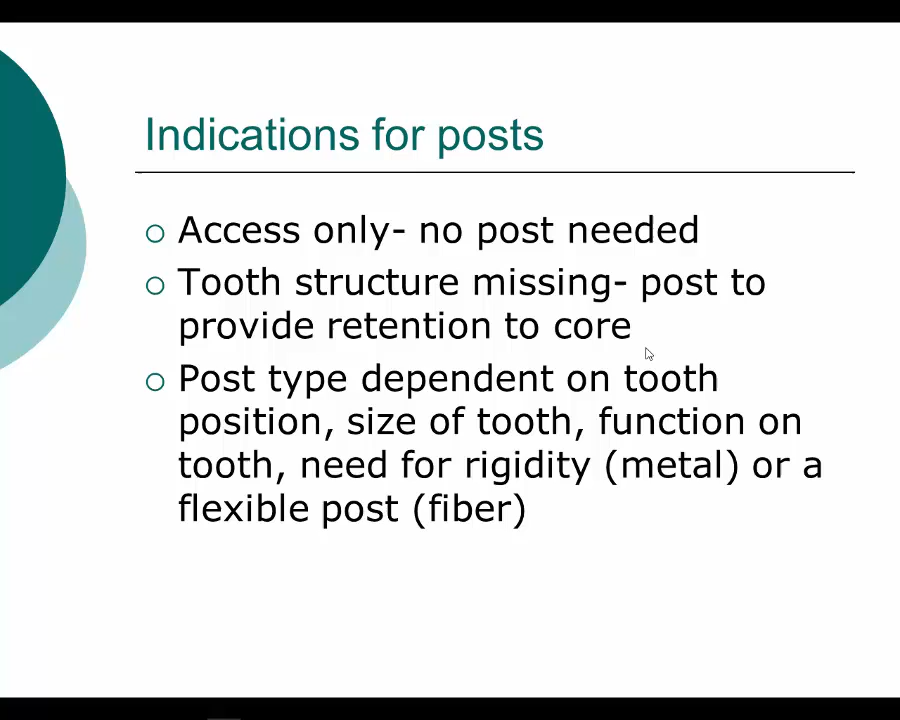 Indications for posts
Access only- no post needed
Tooth structure missing- post to
provide retention to core
Post type dependent on tooth
position, size of tooth, function on
tooth, need for rigidity (metal) or a
flexible post (fiber)